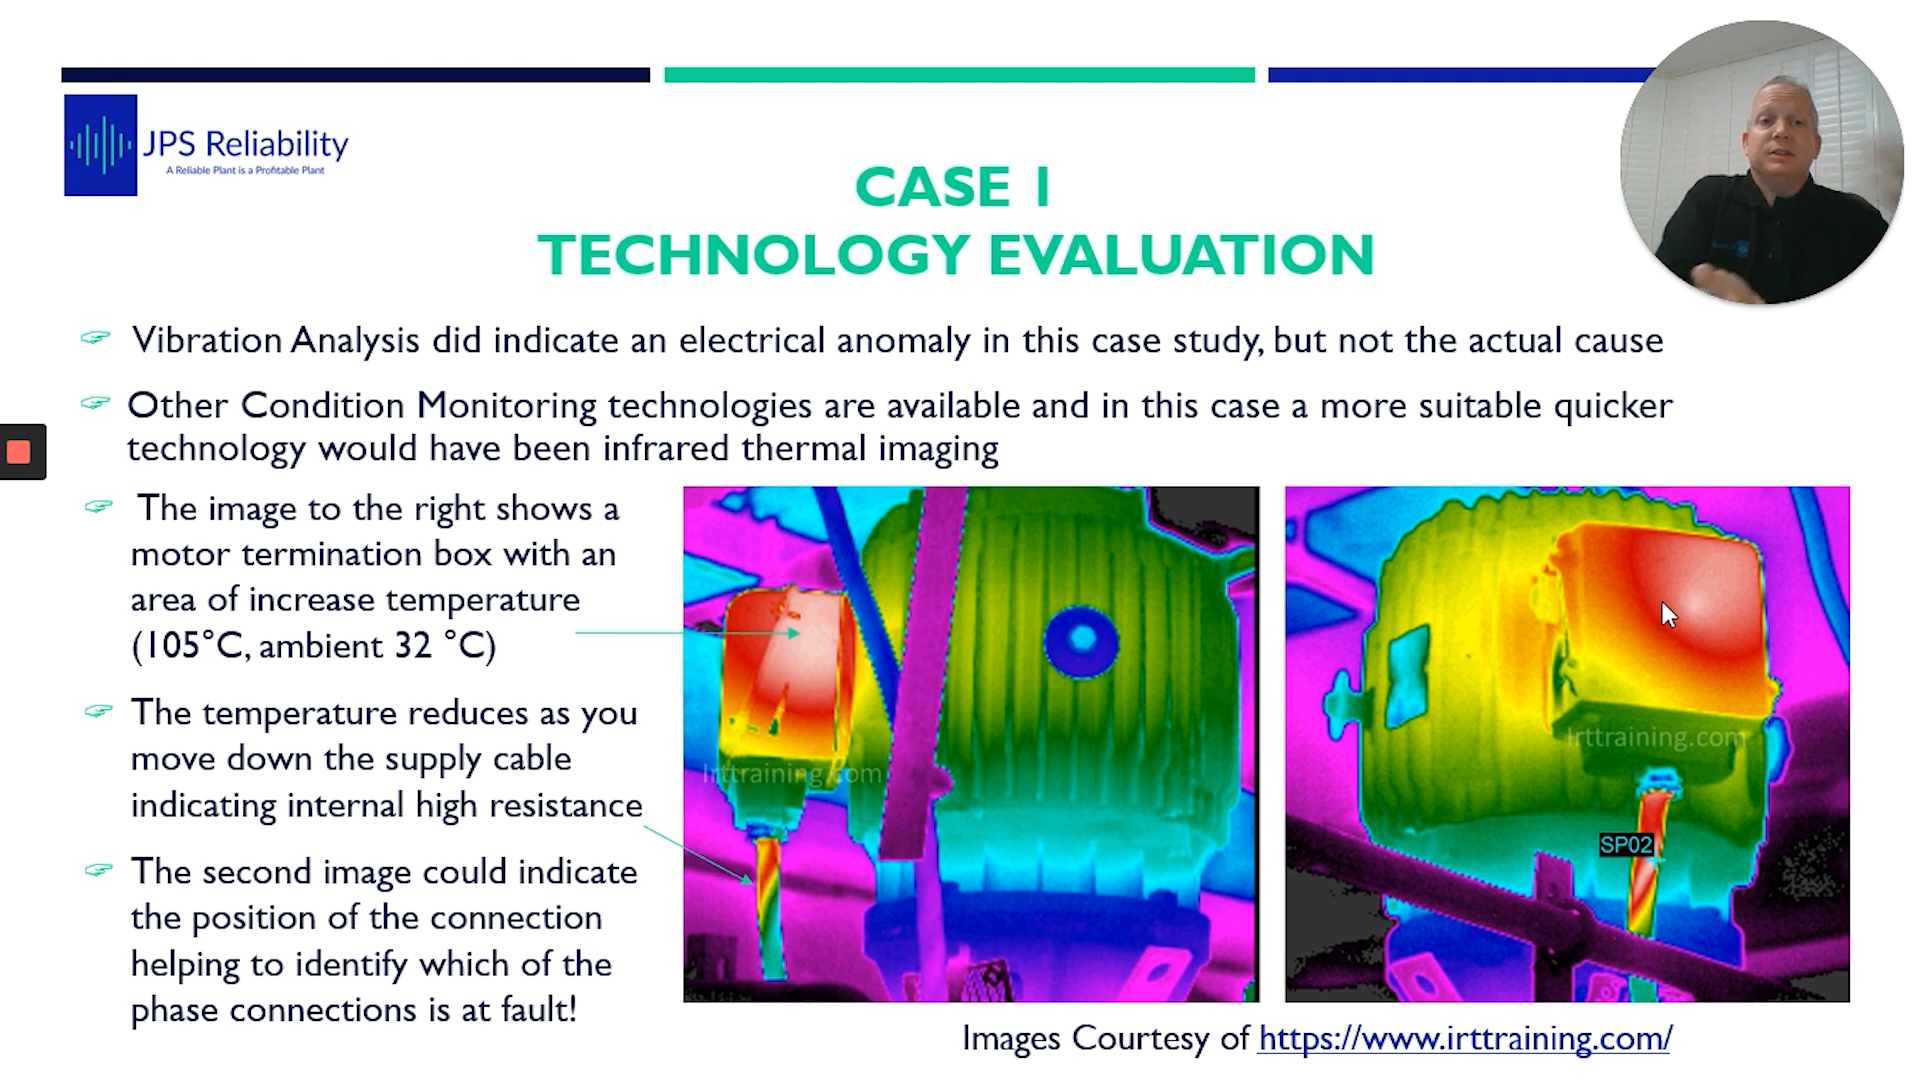 JPS Reliability
A Reliable Plant is a Profitable Plant
CASE 1
TECHNOLOGY EVALUATION
Vibration Analysis did indicate an electrical anomaly in this case study, but not the actual cause
Other Condition Monitoring technologies are available and in this case a more suitable quicker
technology would have been infrared thermal imaging
The image to the right shows a
motor termination box with an
area of increase temperature
(105°C, ambient 32 °C)
The temperature reduces as you
move down the supply cable
indicating internal high resistance
The second image could indicate
the position of the connection
helping to identify which of the
phase connections is at fault!
Irttraining.com
Irttraining.com
SP02
Images Courtesy of https://www.irttraining.com/